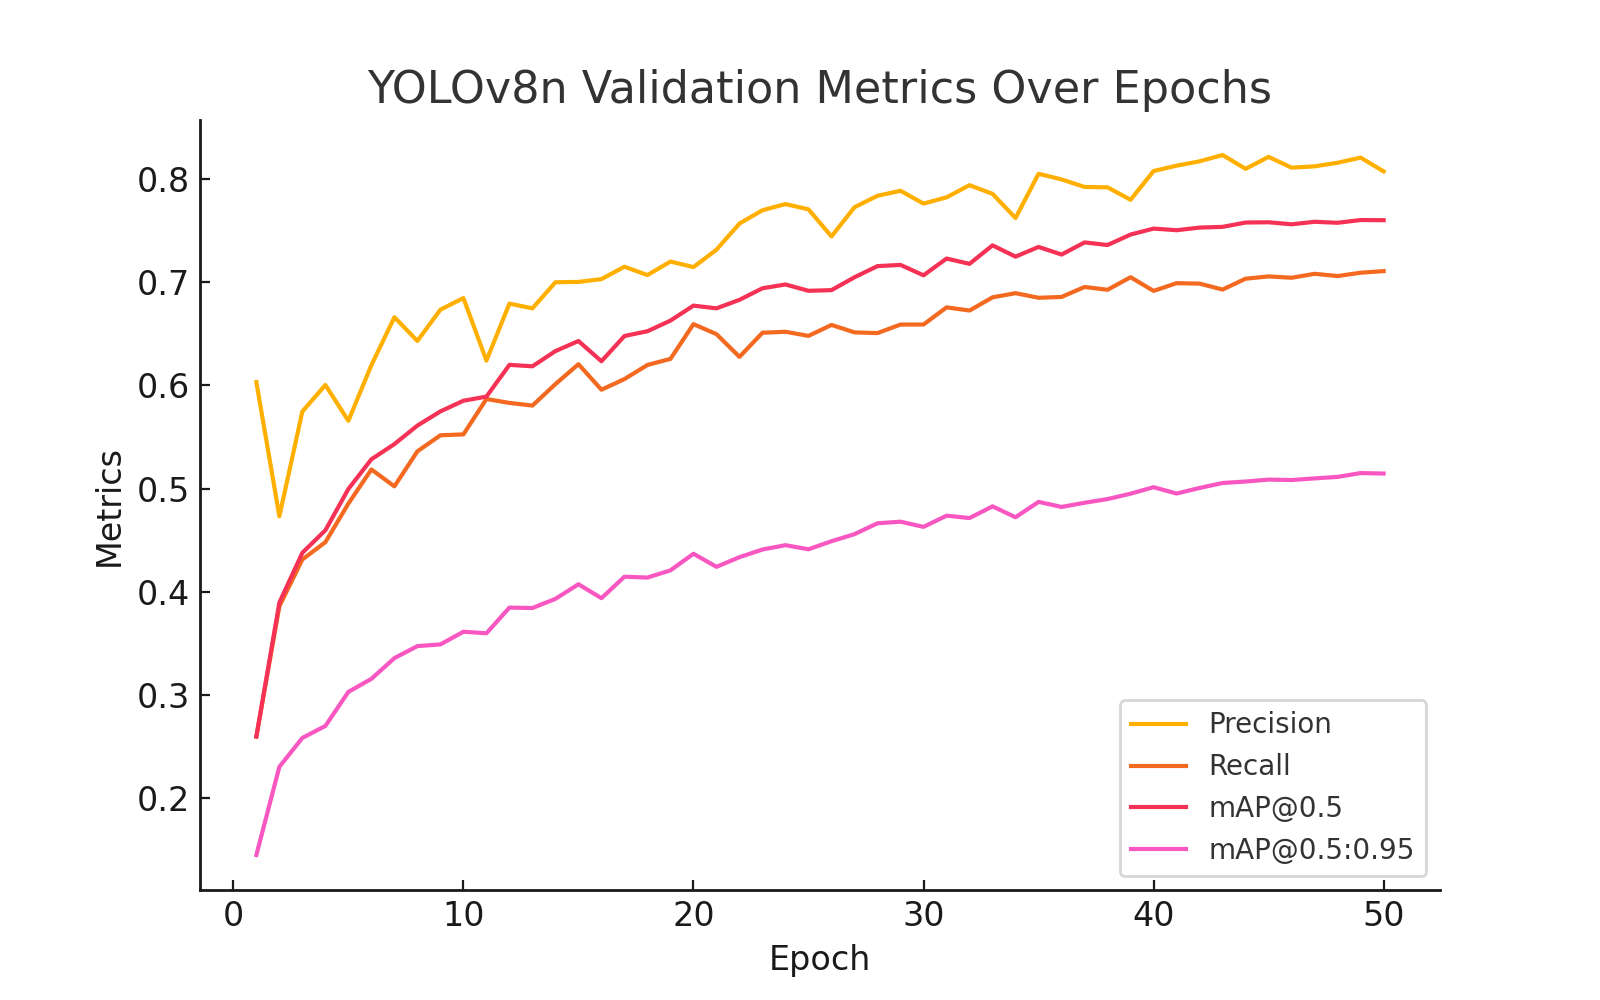 YOLOv8n Validation Metrics Over Epochs
Metrics
0.8
0.7
0.6
0.5
0.4
0.3
0.2
Precision
Recall
mAP@0.5
mAP@0.5:0.95
0 10 20 30 40 50
Epoch